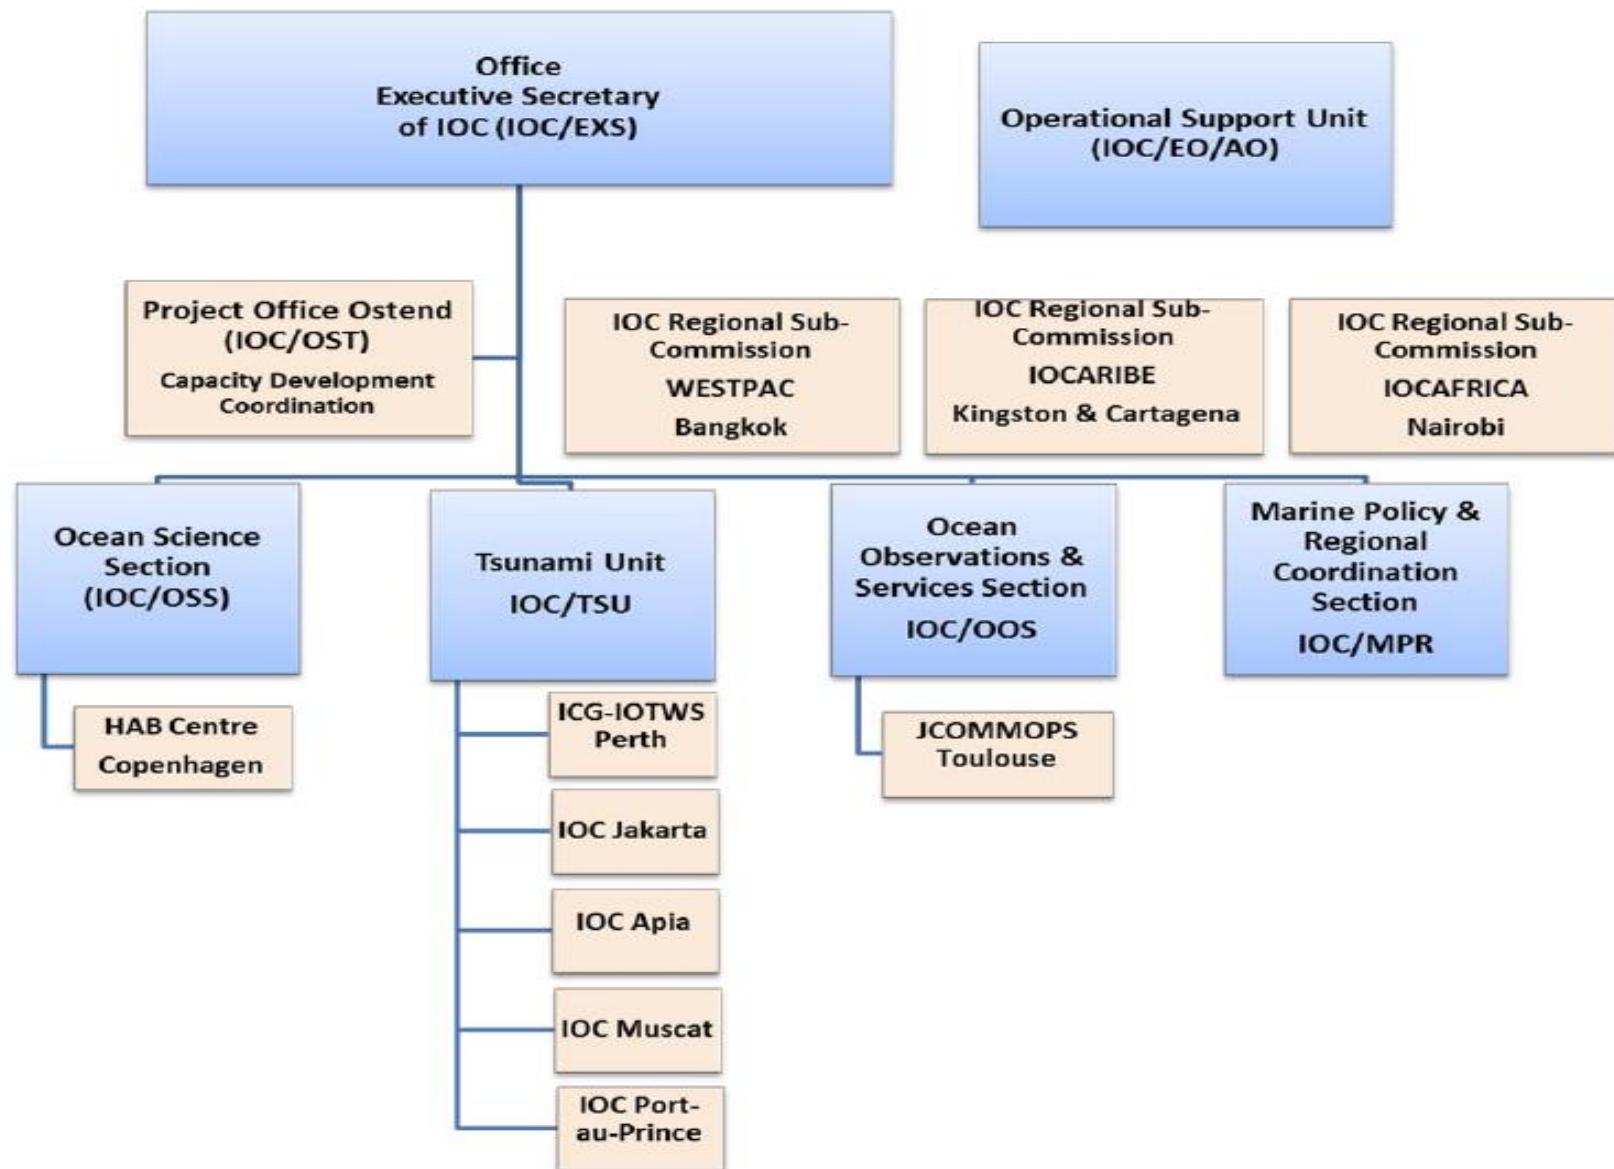 Office
Executive Secretary
of IOC (IOC/EXS)
Operational Support Unit
(IOC/EO/AO)
Project Office Ostend
(IOC/OST)
Capacity Development
Coordination
IOC Regional Sub-
Commission
WESTPAC
Bangkok
IOC Regional Sub-
Commission
IOCARIBE
Kingston & Cartagena
IOC Regional Sub-
Commission
IOCAFRICA
Nairobi
Ocean Science
Section
(IOC/OSS)
Tsunami Unit
IOC/TSU
Ocean
Observations &
Services Section
IOC/OOS
Marine Policy &
Regional
Coordination
Section
IOC/MPR
HAB Centre
Copenhagen
ICG-IOTWS
Perth
IOC Jakarta
IOC Apia
IOC Muscat
IOC Port-
au-Prince
JCOMMOPS
Toulouse